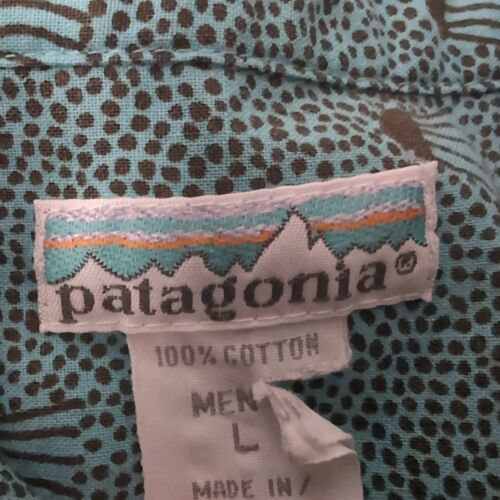 patagonia®
100% COTTON
MEN
L
MADE IN /